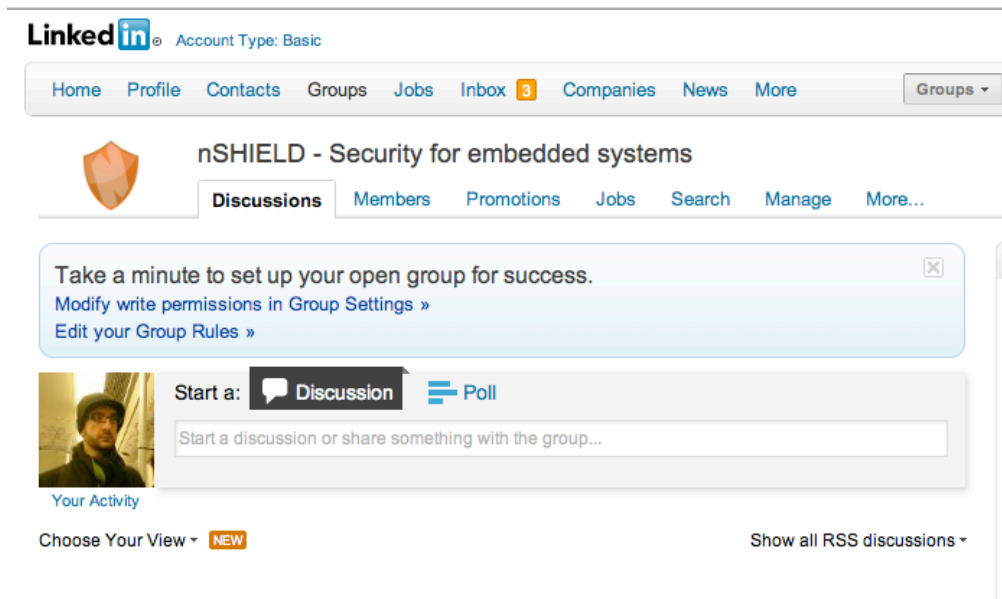 Linked in ® Account Type: Basic
Home Profile Contacts Groups Jobs Inbox 3 Companies News More Groups
nSHIELD - Security for embedded systems
Discussions Members Promotions Jobs Search Manage More...
Take a minute to set up your open group for success.
Modify write permissions in Group Settings »
Edit your Group Rules »
Start a: Discussion Poll
Start a discussion or share something with the group...
Your Activity
Choose Your View NEW Show all RSS discussions